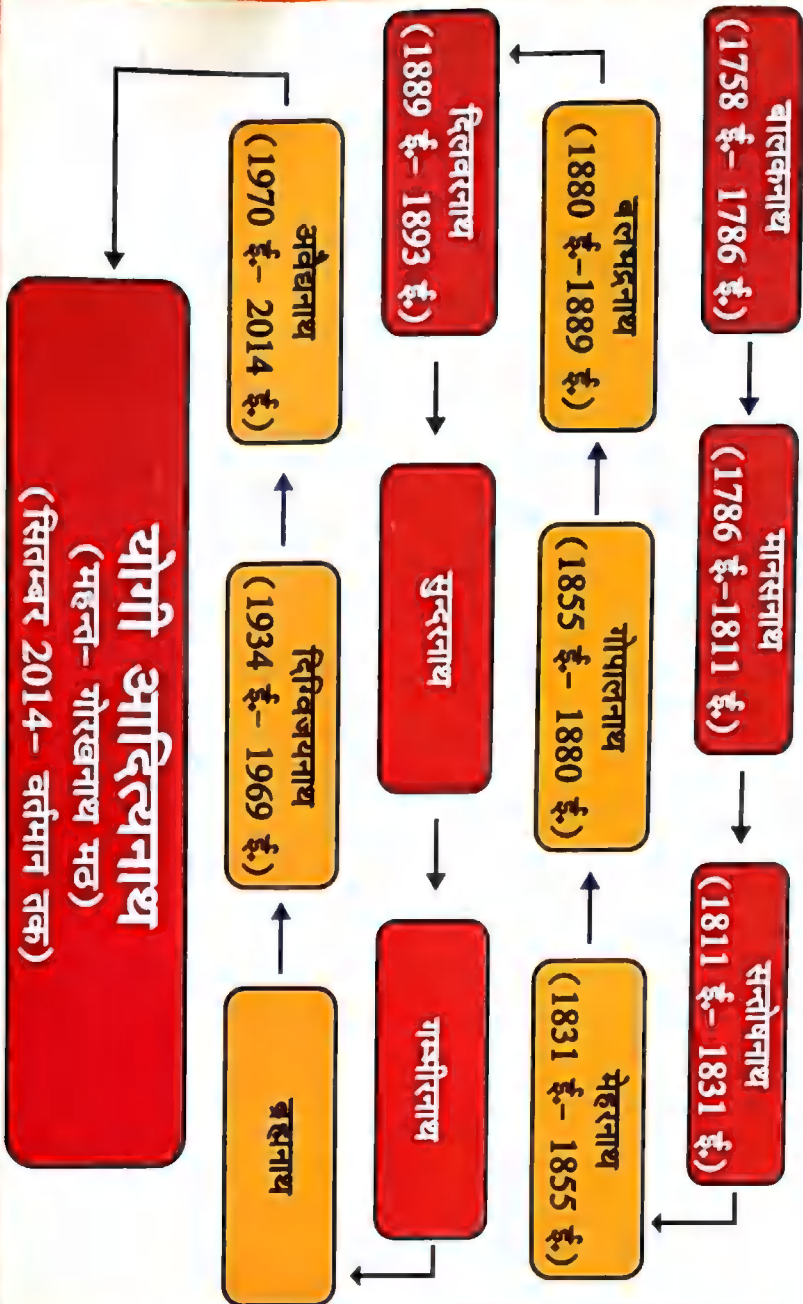 बालकनाथ
(1758 ई.- 1786 ई.)
मानसनाथ
(1786 ई.-1811 ई.)
सन्तोषनाथ
(1811 ई.- 1831 ई.)
मेहरनाथ
(1831 ई.- 1855 ई.)
गोपालनाथ
(1855 ई.- 1880 ई.)
बलभद्रनाथ
(1880 ई.-1889 ई.)
दिलवरनाथ
(1889 ई.- 1893 ई.)
सुन्दरनाथ
गम्भीरनाथ
ब्रह्मनाथ
दिग्विजयनाथ
(1934 ई.- 1969 ई.)
अवेद्यनाथ
(1970 ई.- 2014 ई.)
योगी आदित्यनाथ
(महन्त- गोरखनाथ मठ)
(सितम्बर 2014- वर्तमान तक)